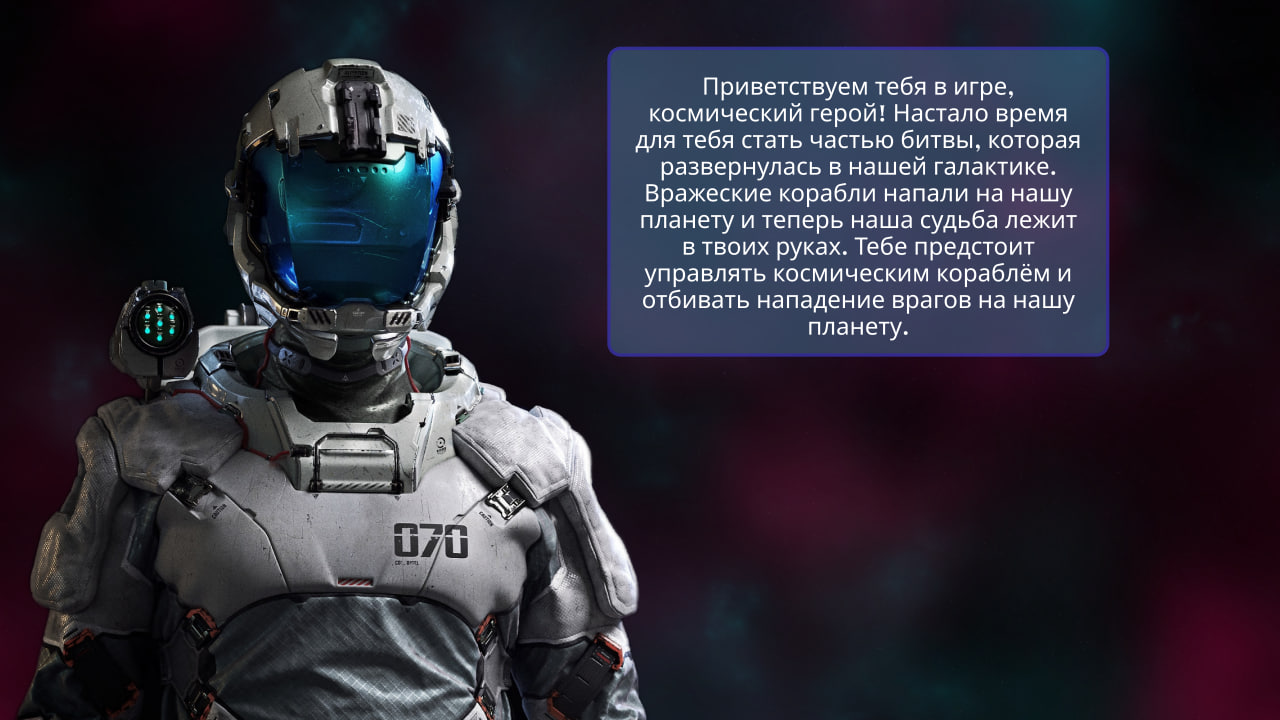 Приветствуем тебя в игре,
космический герой! Настало время
для тебя стать частью битвы, которая
развернулась в нашей галактике.
Вражеские корабли напали на нашу
планету и теперь наша судьба лежит
в твоих руках. Тебе предстоит
управлять космическим кораблём и
отбивать нападение врагов на нашу
планету.
070